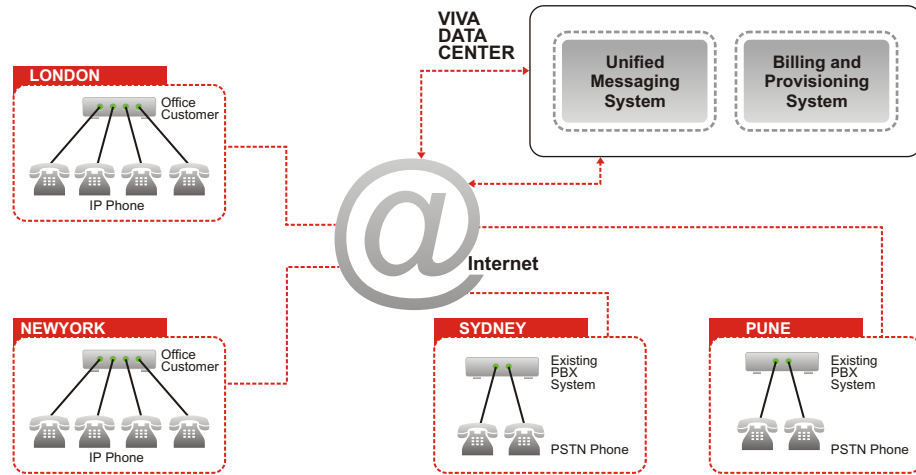 VIVA
DATA
CENTER
Unified
Messaging
System
Billing and
Provisioning
System
LONDON
Office
Customer
IP Phone
@
Internet
NEWYORK
Office
Customer
IP Phone
SYDNEY
Existing
PBX
System
PSTN Phone
PUNE
Existing
PBX
System
PSTN Phone